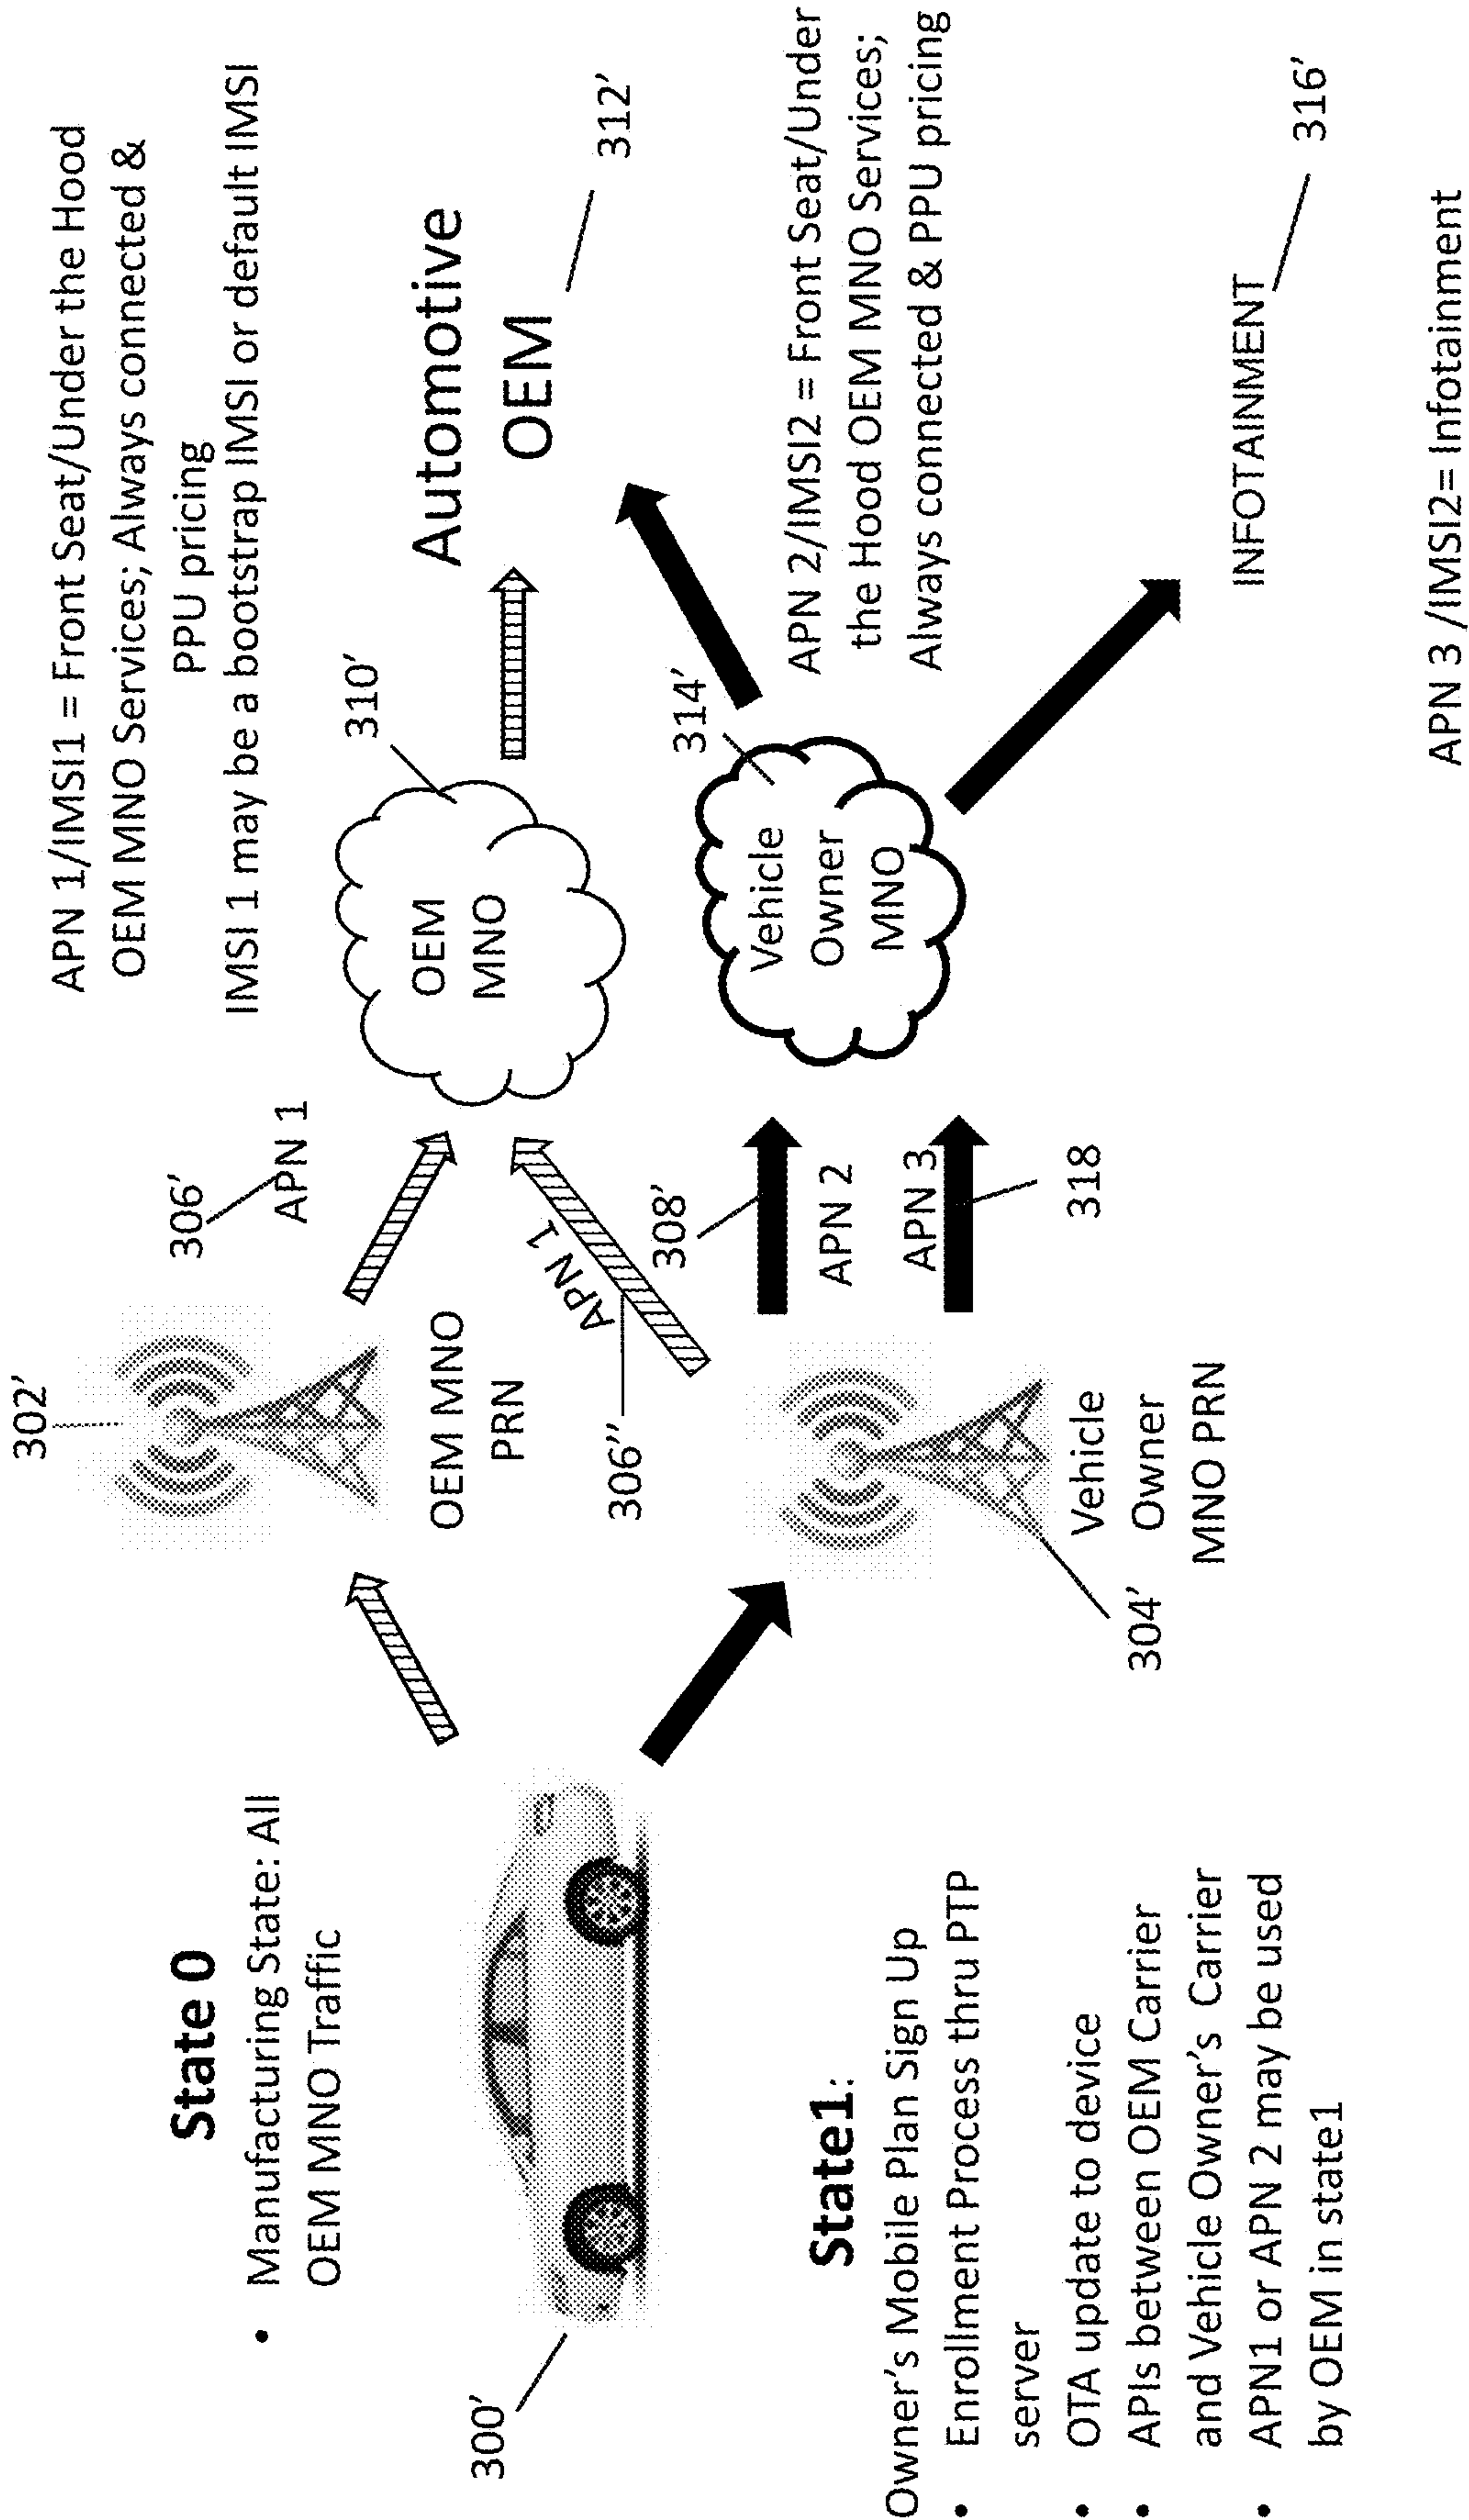 State 0
• Manufacturing State: All
OEM MNO Traffic
300'
State1:
Owner's Mobile Plan Sign Up
• Enrollment Process thru PTP
server
• OTA update to device
• APIs between OEM Carrier
and Vehicle Owner's Carrier
• APN1 or APN 2 may be used
by OEM in state1
302'
OEM MNO
PRN
306'
APN 1
306''
APN 1
304'
Vehicle
Owner
MNO PRN
308'
APN 2
APN 3
318
310'
OEM
MNO
314'
Vehicle
Owner
MNO
APN 1/IMSI1 = Front Seat/Under the Hood
OEM MNO Services; Always connected &
PPU pricing
IMSI 1 may be a bootstrap IMSI or default IMSI
Automotive
OEM
312'
APN 2/IMSI2 = Front Seat/Under
the Hood OEM MNO Services;
Always connected & PPU pricing
INFOTAINMENT
316'
APN 3 /IMSI2= Infotainment